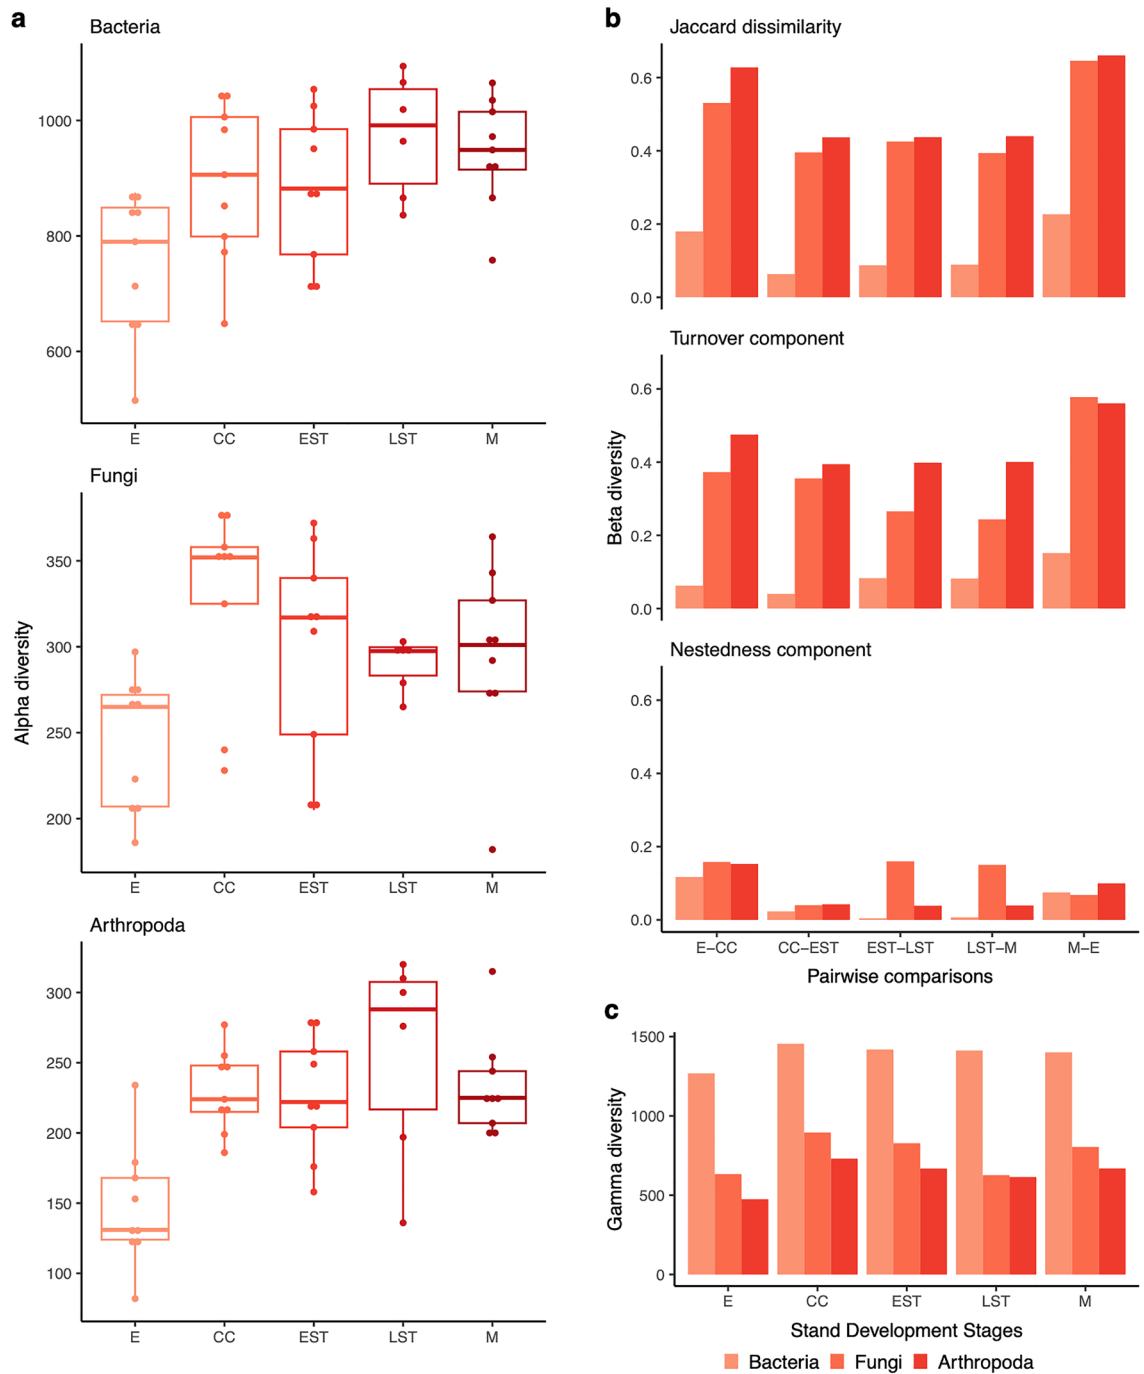 a
Bacteria
1000
800
600
E CC EST LST M
Fungi
350
300
250
200
E CC EST LST M
Alpha diversity
Arthropoda
300
250
200
150
100
E CC EST LST M
b
Jaccard dissimilarity
0.6
0.4
0.2
0.0
Turnover component
0.6
0.4
0.2
0.0
Beta diversity
Nestedness component
0.6
0.4
0.2
0.0
E–CC CC–EST EST–LST LST–M M–E
Pairwise comparisons
c
1500
1000
500
0
Gamma diversity
E CC EST LST M
Stand Development Stages
Bacteria Fungi Arthropoda